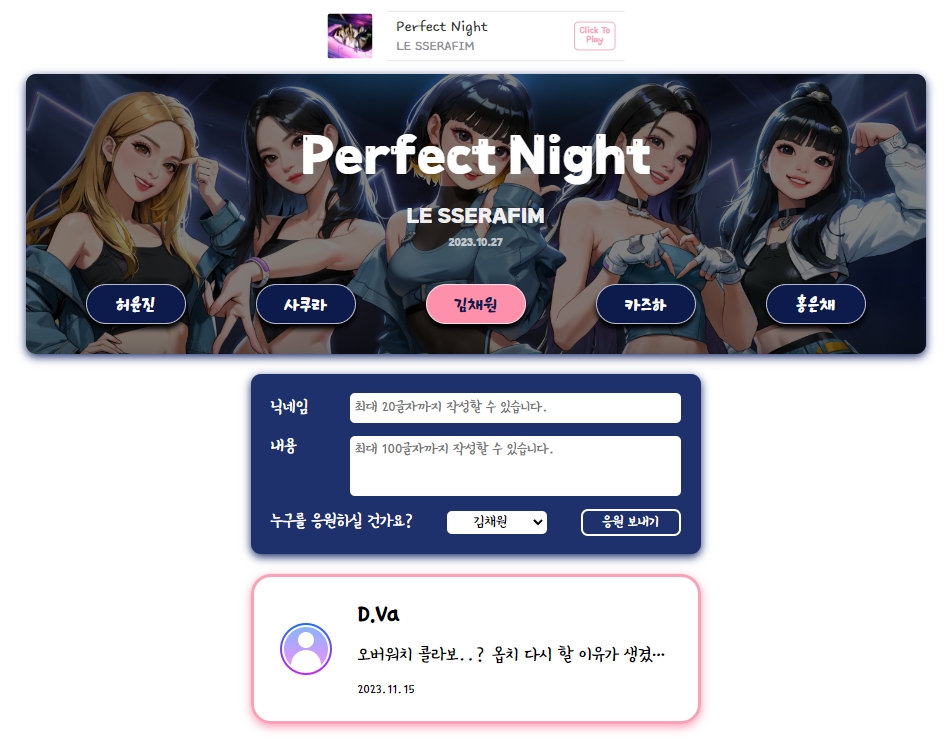 Perfect Night
LE SSERAFIM
Click To
Play
Perfect Night
LE SSERAFIM
2023.10.27
허윤진
사쿠라
김채원
카즈하
홍은채
닉네임
최대 20글자까지 작성할 수 있습니다.
내용
최대 100글자까지 작성할 수 있습니다.
누구를 응원하실 건가요?
김채원
응원 보내기
D.Va
오버워치 콜라보..? 옵치 다시 할 이유가 생겼…
2023.11.15